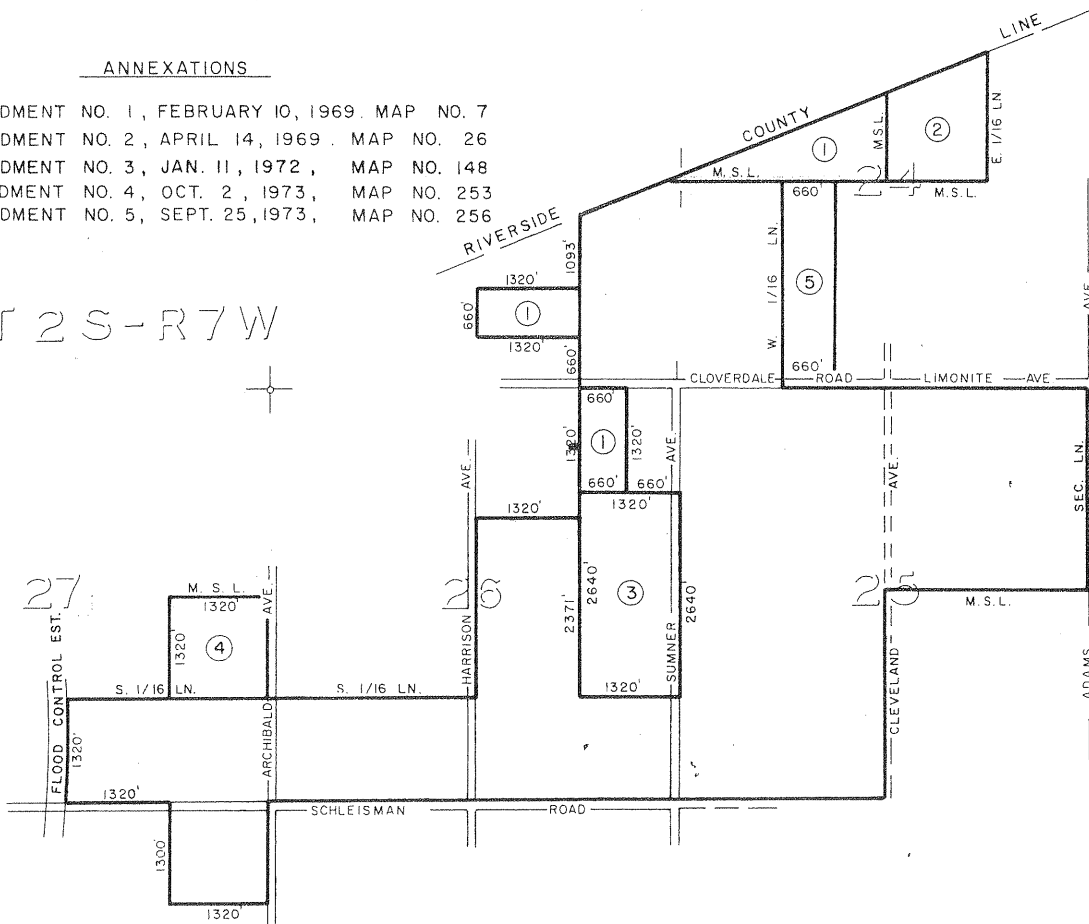 ANNEXATIONS
DMENT NO. 1, FEBRUARY 10, 1969. MAP NO. 7
DMENT NO. 2, APRIL 14, 1969. MAP NO. 26
DMENT NO. 3, JAN. 11, 1972, MAP NO. 148
DMENT NO. 4, OCT. 2, 1973, MAP NO. 253
DMENT NO. 5, SEPT. 25, 1973, MAP NO. 256
T2S-R7W
RIVERSIDE COUNTY LINE
M.S.L.
1
M.S.L.
2
E. 1/16 LN
24
M.S.L.
660'
W. 1/16 LN.
5
660'
AVE
1093'
1320'
660'
1
1320'
660'
CLOVERDALE ROAD LIMONITE AVE
660'
1320'
1
1320'
660' 660'
1320'
AVE.
AVE.
SEC. LN.
1320'
AVE.
2371'
2640'
3
2640'
1320'
HARRISON
SUMNER
26
25
M.S.L.
CLEVELAND
ADAMS
27
M. S. L.
1320'
1320'
4
AVE.
S. 1/16 LN. S. 1/16 LN.
FLOOD CONTROL EST.
1320'
ARCHIBALD
1320'
SCHLEISMAN ROAD
1300'
1320'